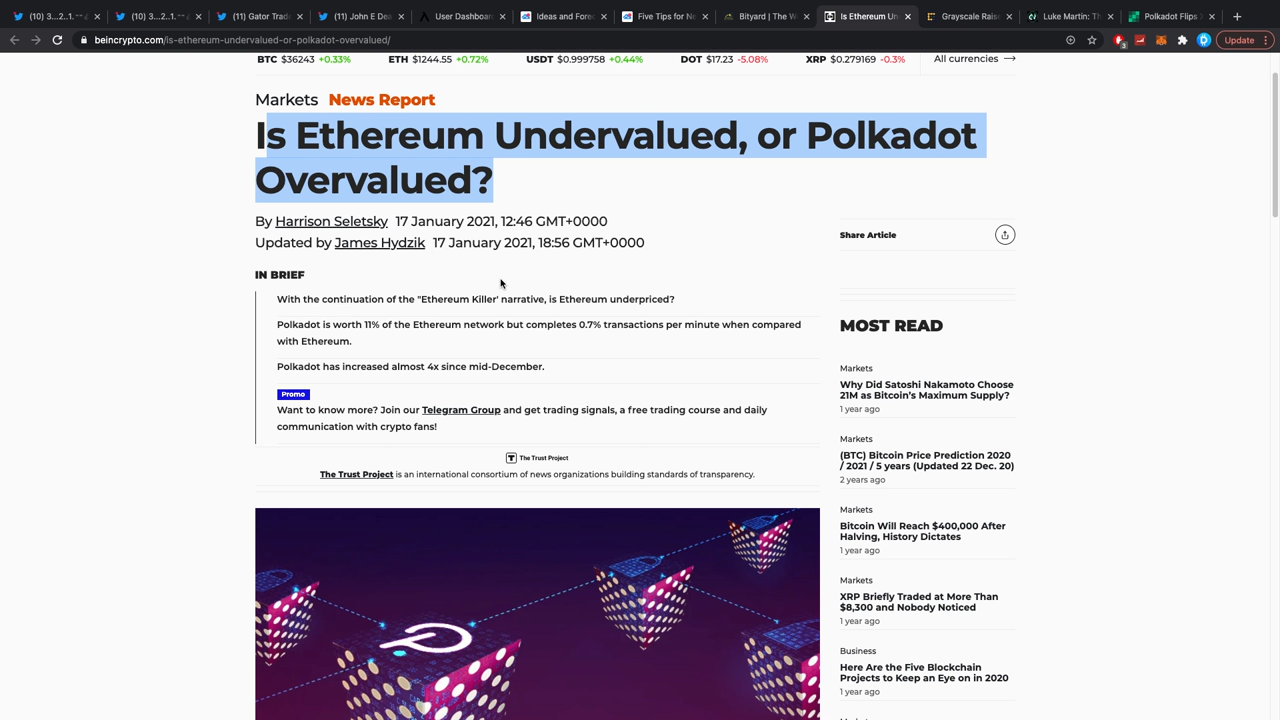 (10) 3...2...1.
(10) 3...2...1.
(11) Gator Trade
(11) John E Dea
User Dashboar
Ideas and Fore
Five Tips for Ne
Bityard | The W
Is Ethereum Un
Grayscale Raise
Luke Martin: Th
Polkadot Flips X
beincrypto.com/is-ethereum-undervalued-or-polkadot-overvalued/
3
Update
BTC $36243 +0.33% ETH $1244.55 +0.72% USDT $0.999758 +0.44% DOT $17.23 -5.08% XRP $0.279169 -0.3% All currencies
Markets News Report
Is Ethereum Undervalued, or Polkadot
Overvalued?
By Harrison Seletsky 17 January 2021, 12:46 GMT+0000
Updated by James Hydzik 17 January 2021, 18:56 GMT+0000
Share Article
IN BRIEF
With the continuation of the "Ethereum Killer' narrative, is Ethereum underpriced?
Polkadot is worth 11% of the Ethereum network but completes 0.7% transactions per minute when compared
with Ethereum.
Polkadot has increased almost 4x since mid-December.
Promo
Want to know more? Join our Telegram Group and get trading signals, a free trading course and daily
communication with crypto fans!
The Trust Project
The Trust Project is an international consortium of news organizations building standards of transparency.
MOST READ
Markets
Why Did Satoshi Nakamoto Choose
21M as Bitcoin's Maximum Supply?
1 year ago
Markets
(BTC) Bitcoin Price Prediction 2020
/ 2021 / 5 years (Updated 22 Dec. 20)
2 years ago
Markets
Bitcoin Will Reach $400,000 After
Halving, History Dictates
1 year ago
Markets
XRP Briefly Traded at More Than
$8,300 and Nobody Noticed
1 year ago
Business
Here Are the Five Blockchain
Projects to Keep an Eye on in 2020
1 year ago